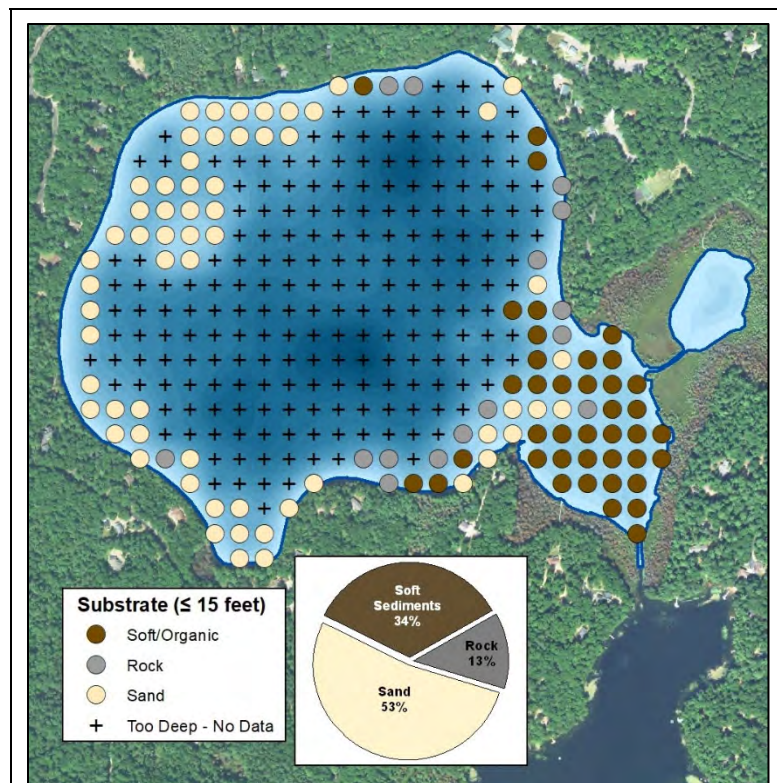 Substrate (≤ 15 feet)
Soft/Organic
Rock
Sand
Too Deep - No Data
Soft
Sediments
34%
Rock
13%
Sand
53%